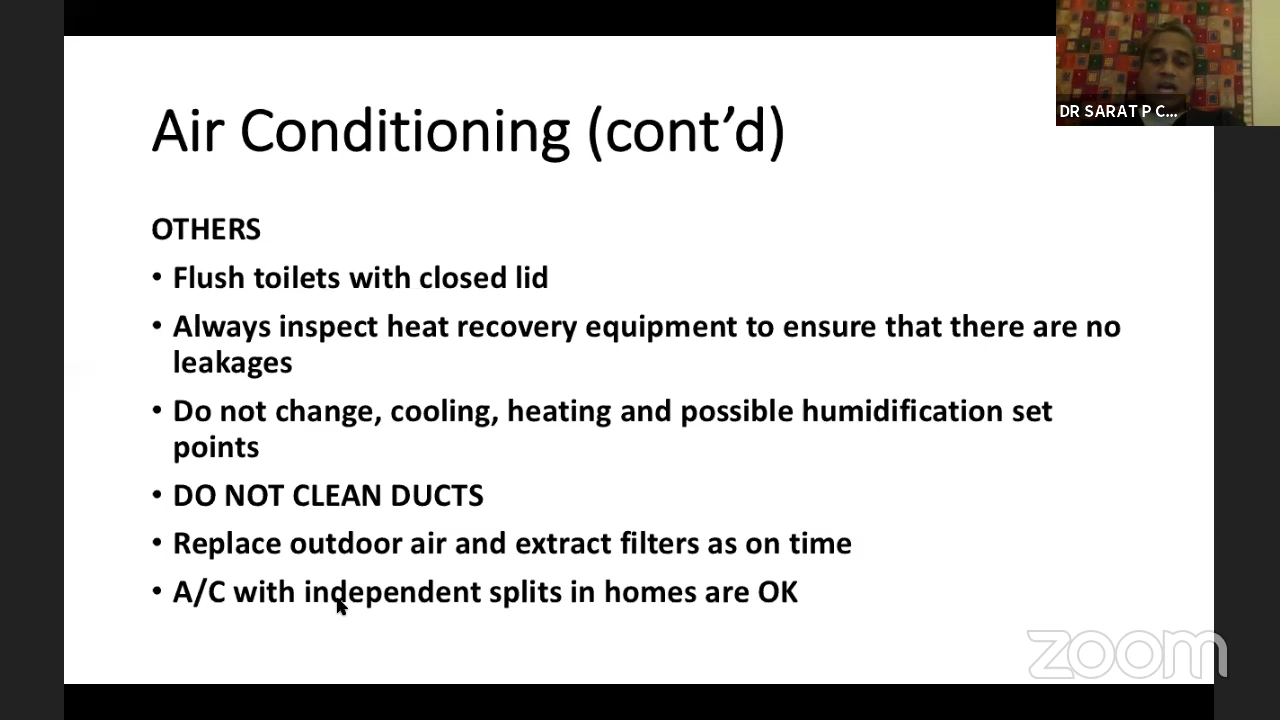 DR SARAT P C...
Air Conditioning (cont’d)
OTHERS
• Flush toilets with closed lid
• Always inspect heat recovery equipment to ensure that there are no
leakages
• Do not change, cooling, heating and possible humidification set
points
• DO NOT CLEAN DUCTS
• Replace outdoor air and extract filters as on time
• A/C with independent splits in homes are OK
zoom